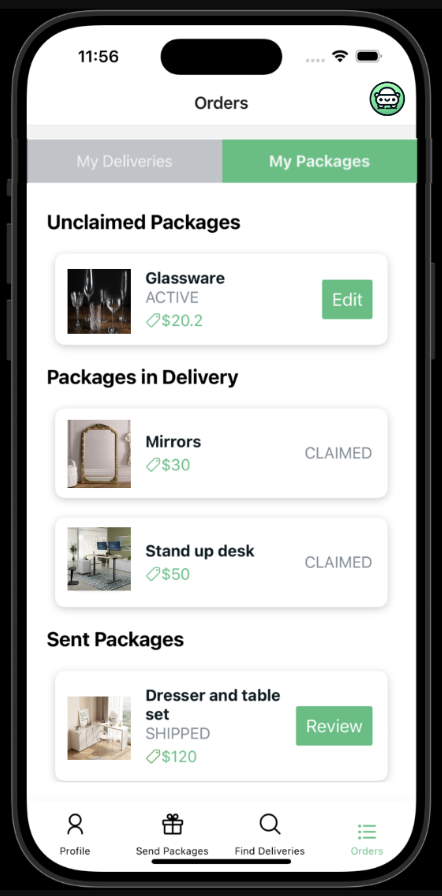 11:56
Orders
My Deliveries
My Packages
Unclaimed Packages
Glassware
ACTIVE
$20.2
Edit
Packages in Delivery
Mirrors
$30
CLAIMED
Stand up desk
$50
CLAIMED
Sent Packages
Dresser and table
set
SHIPPED
$120
Review
Profile
Send Packages
Find Deliveries
Orders